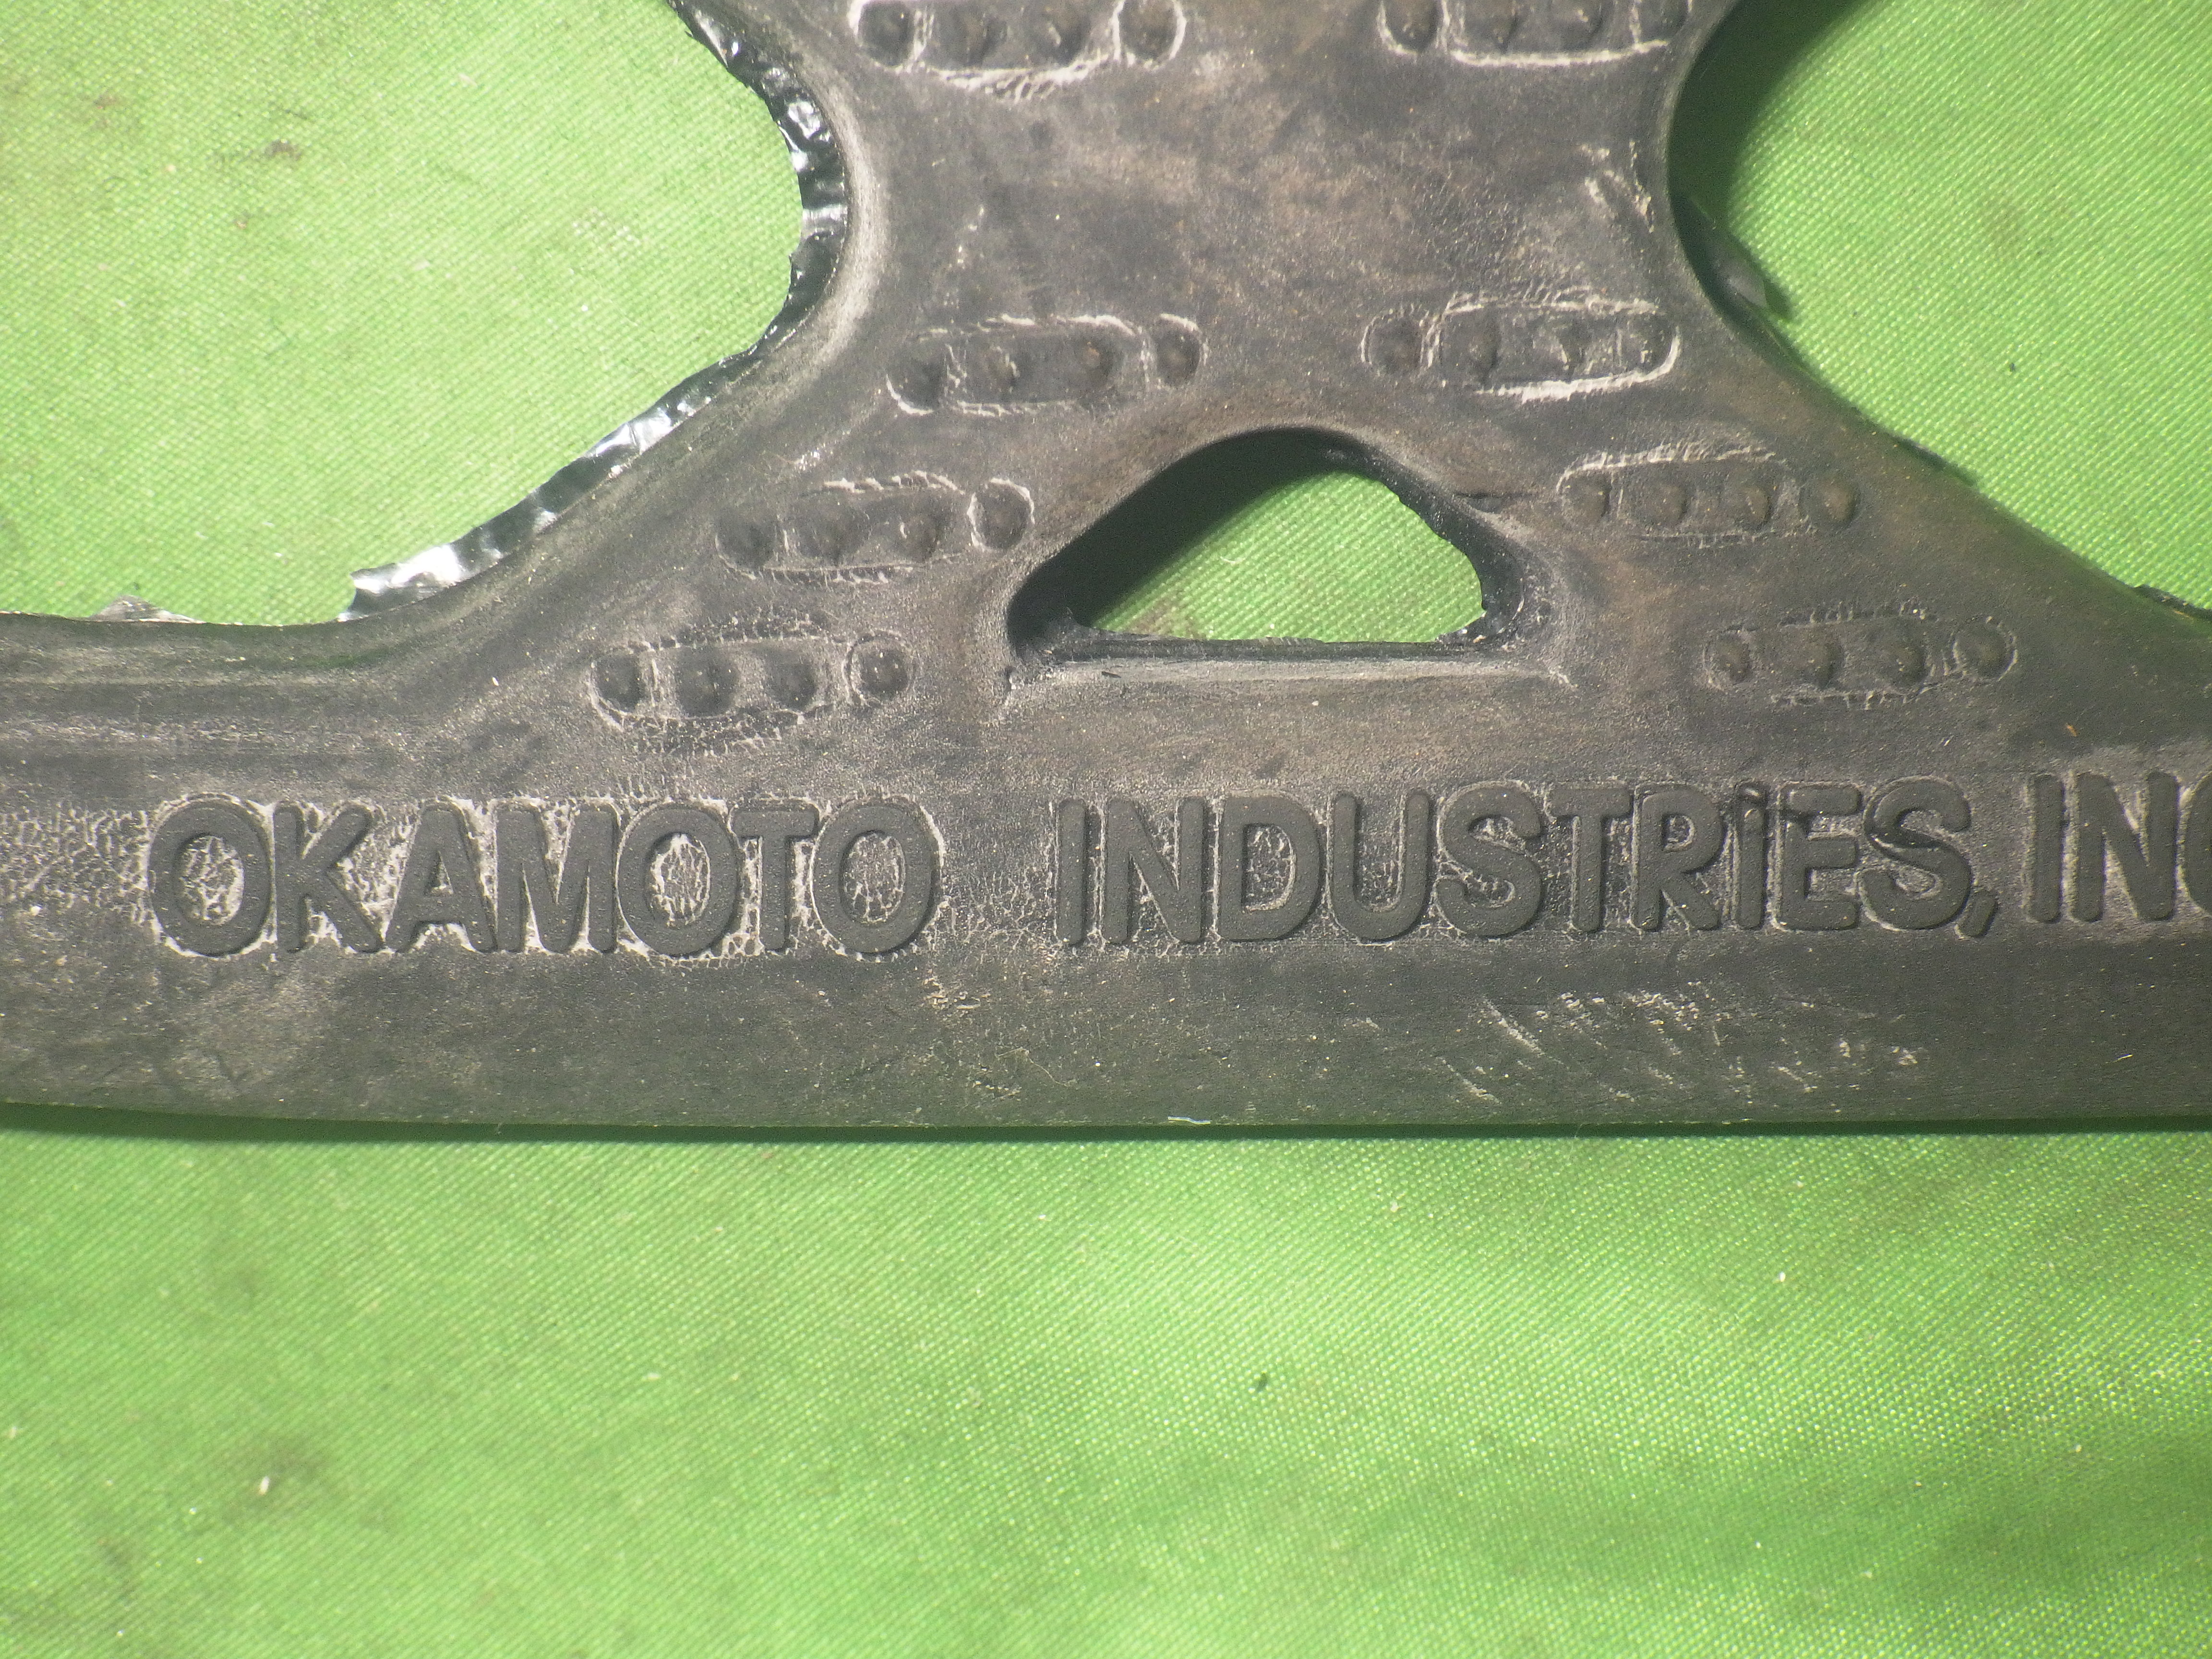 OKAMOTO INDUSTRIES, INC